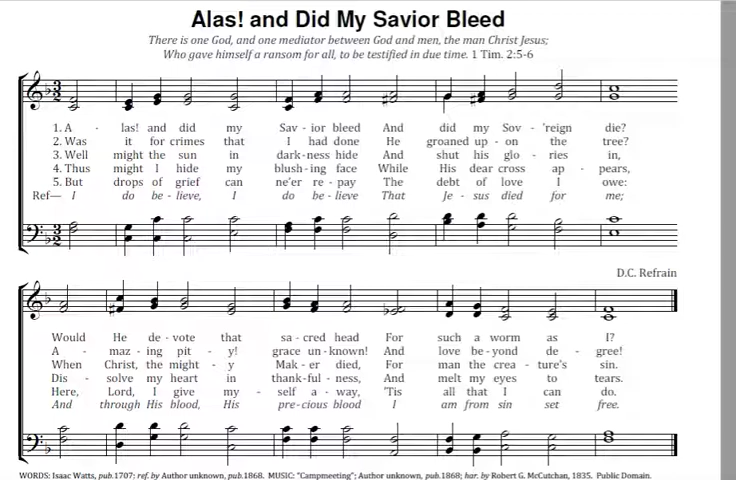 Alas! and Did My Savior Bleed
There is one God, and one mediator between God and men, the man Christ Jesus;
Who gave himself a ransom for all, to be testified in due time. 1 Tim. 2:5-6
1. A - las! and did my Sav - ior bleed And did my Sov - 'reign die?
2. Was it for crimes that I had done He groaned up - on the tree?
3. Well might the sun in dark - ness hide And shut his glo - ries in,
4. Thus might I hide my blush - ing face While His dear cross ap - pears,
5. But drops of grief can ne'er re - pay The debt of love I owe:
Ref— I do be - lieve, I do be - lieve That Je - sus died for me;
D.C. Refrain
Would He de - vote that sa - cred head For such a worm as I?
A - maz - ing pit - y! grace un - known! And love be - yond de - gree!
When Christ, the might - y Mak - er died, For man the crea - ture's sin.
Dis - solve my heart in thank - ful - ness, And melt my eyes to tears.
Here, Lord, I give my - self a - way, 'Tis all that I can do.
And through His blood, His pre - cious blood I am from sin set free.
WORDS: Isaac Watts, pub.1707; ref. by Author unknown, pub.1868. MUSIC: "Campmeeting"; Author unknown, pub.1868; har. by Robert G. McCutchan, 1835. Public Domain.